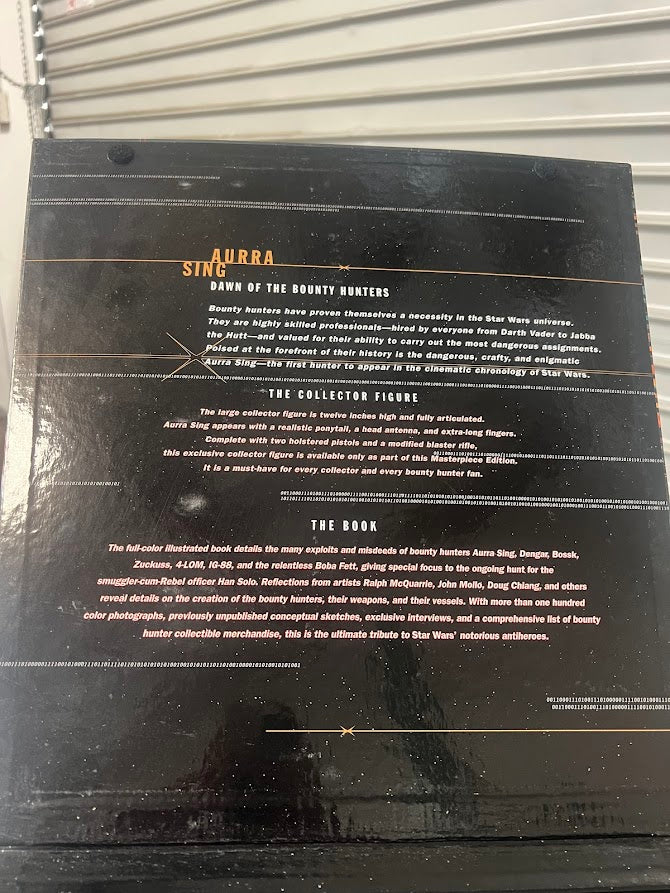 AURRA
SING
DAWN OF THE BOUNTY HUNTERS
Bounty hunters have proven themselves a necessity in the Star Wars universe.
They are highly skilled professionals—hired by everyone from Darth Vader to Jabba
the Hutt—and valued for their ability to carry out the most dangerous assignments.
Poised at the forefront of their history is the dangerous, crafty, and enigmatic
Aurra Sing—the first hunter to appear in the cinematic chronology of Star Wars.
THE COLLECTOR FIGURE
The large collector figure is twelve inches high and fully articulated.
Aurra Sing appears with a realistic ponytail, a head antenna, and extra-long fingers.
Complete with two holstered pistols and a modified blaster rifle,
this exclusive collector figure is available only as part of this Masterpiece Edition.
It is a must-have for every collector and every bounty hunter fan.
THE BOOK
The full-color illustrated book details the many exploits and misdeeds of bounty hunters Aurra Sing, Dengar, Bossk,
Zuckuss, 4-LOM, IG-88, and the relentless Boba Fett, giving special focus to the ongoing hunt for the
smuggler-cum-Rebel officer Han Solo. Reflections from artists Ralph McQuarrie, John Mollo, Doug Chiang, and others
reveal details on the creation of the bounty hunters, their weapons, and their vessels. With more than one hundred
color photographs, previously unpublished conceptual sketches, exclusive interviews, and a comprehensive list of bounty
hunter collectible merchandise, this is the ultimate tribute to Star Wars' notorious antiheroes.